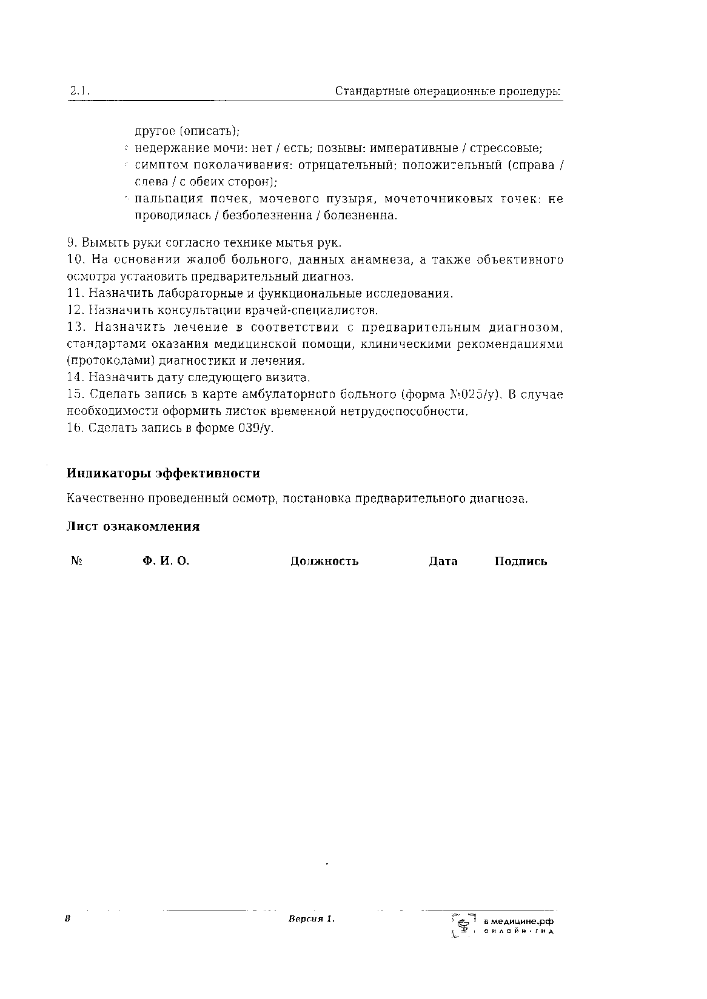 2.1. Стандартные операционные процедуры
другое (описать);
◦ недержание мочи: нет / есть; позывы: императивные / стрессовые;
◦ симптом поколачивания: отрицательный; положительный (справа /
слева / с обеих сторон);
◦ пальпация почек, мочевого пузыря, мочеточниковых точек: не
проводилась / безболезненна / болезненна.
9. Вымыть руки согласно технике мытья рук.
10. На основании жалоб больного, данных анамнеза, а также объективного
осмотра установить предварительный диагноз.
11. Назначить лабораторные и функциональные исследования.
12. Назначить консультации врачей-специалистов.
13. Назначить лечение в соответствии с предварительным диагнозом,
стандартами оказания медицинской помощи, клиническими рекомендациями
(протоколами) диагностики и лечения.
14. Назначить дату следующего визита.
15. Сделать запись в карте амбулаторного больного (форма №025/у). В случае
необходимости оформить листок временной нетрудоспособности.
16. Сделать запись в форме 039/у.
Индикаторы эффективности
Качественно проведенный осмотр, постановка предварительного диагноза.
Лист ознакомления
№ Ф. И. О. Должность Дата Подпись
8 Версия 1. в медицине.рф
онлайн-гид